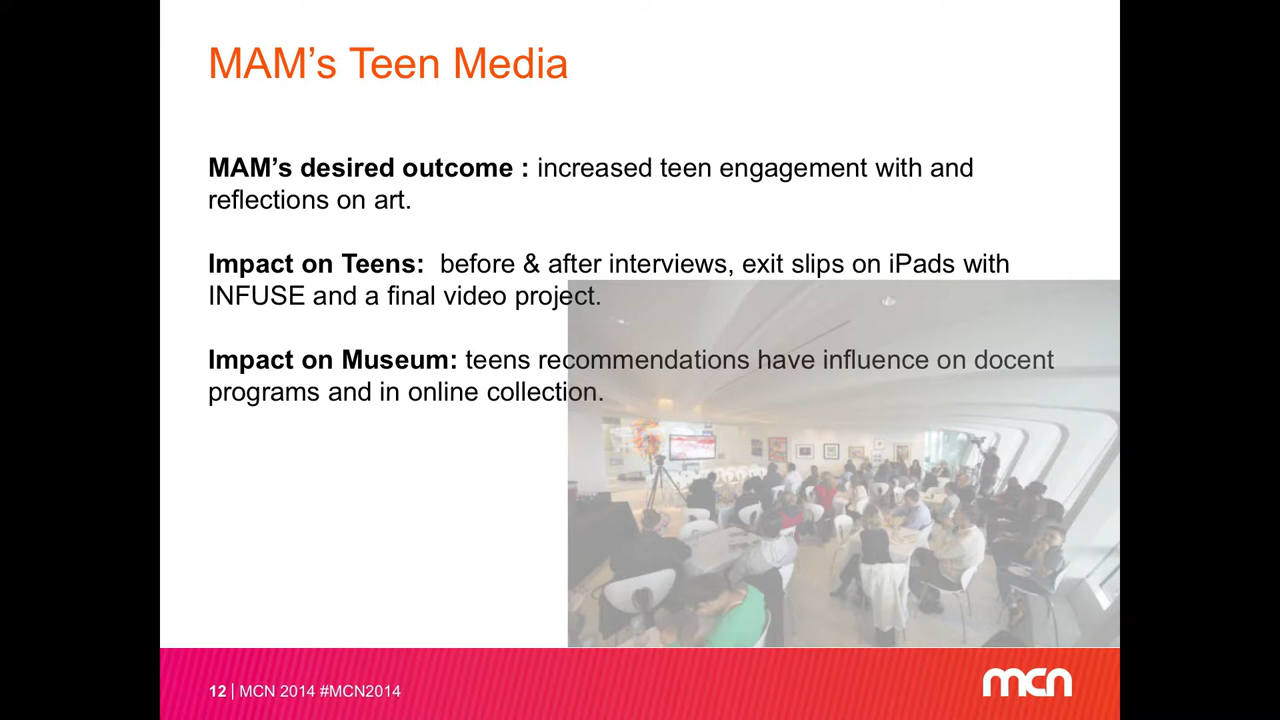 MAM’s Teen Media
MAM’s desired outcome : increased teen engagement with and
reflections on art.
Impact on Teens:  before & after interviews, exit slips on iPads with
INFUSE and a final video project.
Impact on Museum: teens recommendations have influence on docent
programs and in online collection.
12 | MCN 2014 #MCN2014
mcn